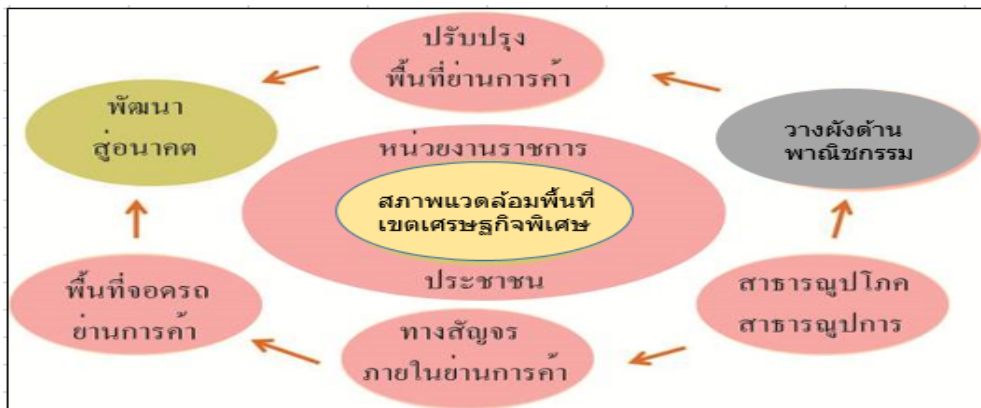 ปรับปรุง
พื้นที่ย่านการค้า
พัฒนา
สู่อนาคต
วางผังด้าน
พาณิชกรรม
หน่วยงานราชการ
สภาพแวดล้อมพื้นที่
เขตเศรษฐกิจพิเศษ
ประชาชน
พื้นที่จอดรถ
ย่านการค้า
สาธารณูปโภค
สาธารณูปการ
ทางสัญจร
ภายในย่านการค้า